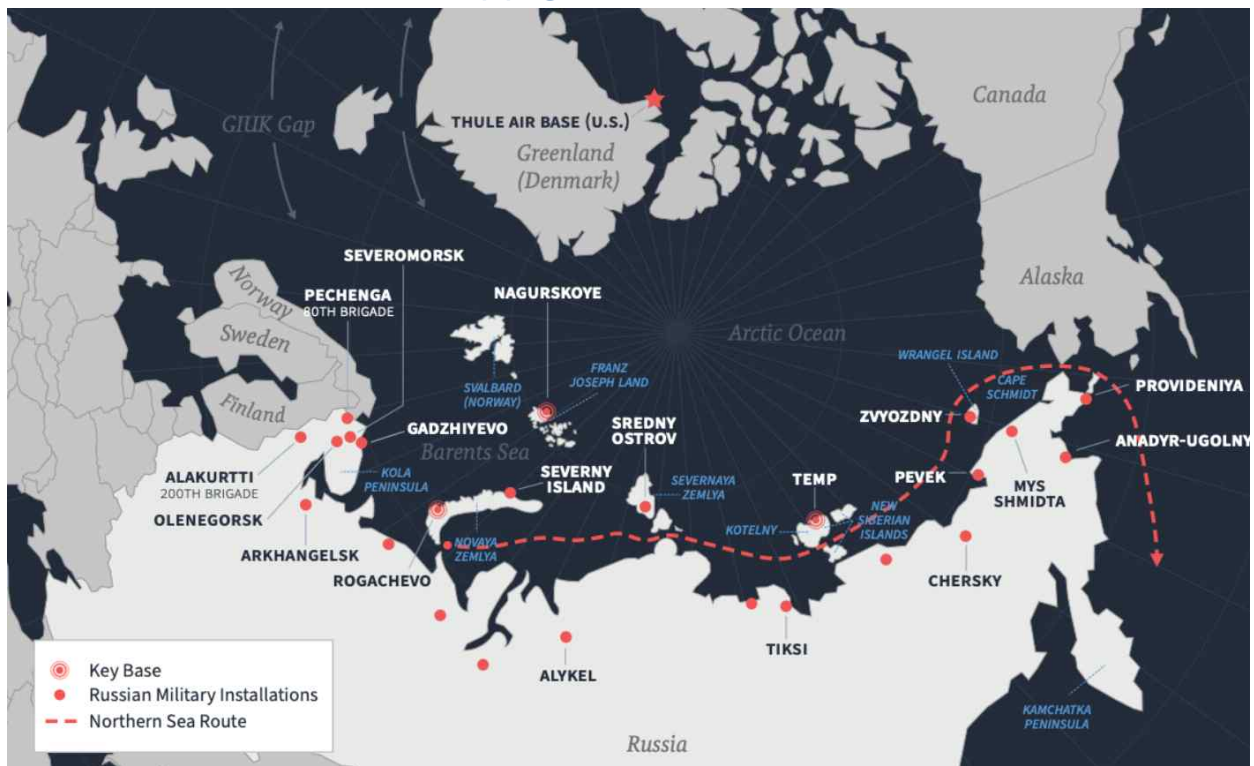 Canada
GIUK Gap
THULE AIR BASE (U.S.)
Greenland
(Denmark)
SEVEROMORSK
Norway
PECHENGA
80TH BRIGADE
NAGURSKOYE
Alaska
Sweden
Arctic Ocean
WRANGEL ISLAND
FRANZ
JOSEPH LAND
SVALBARD
(NORWAY)
CAPE
SCHMIDT
PROVIDENIYA
Finland
ZVYOZDNY
GADZHIYEVO
SREDNY
OSTROV
ANADYR-UGOLNY
Barents Sea
ALAKURTTI
200TH BRIGADE
KOLA
PENINSULA
SEVERNY
ISLAND
SEVERNAYA
ZEMLYA
TEMP
PEVEK
MYS
SHMIDTA
OLENEGORSK
NEW
SIBERIAN
ISLANDS
KOTELNY
ARKHANGELSK
NOVAYA
ZEMLYA
ROGACHEVO
CHERSKY
TIKSI
ALYKEL
Key Base
Russian Military Installations
Northern Sea Route
KAMCHATKA
PENINSULA
Russia